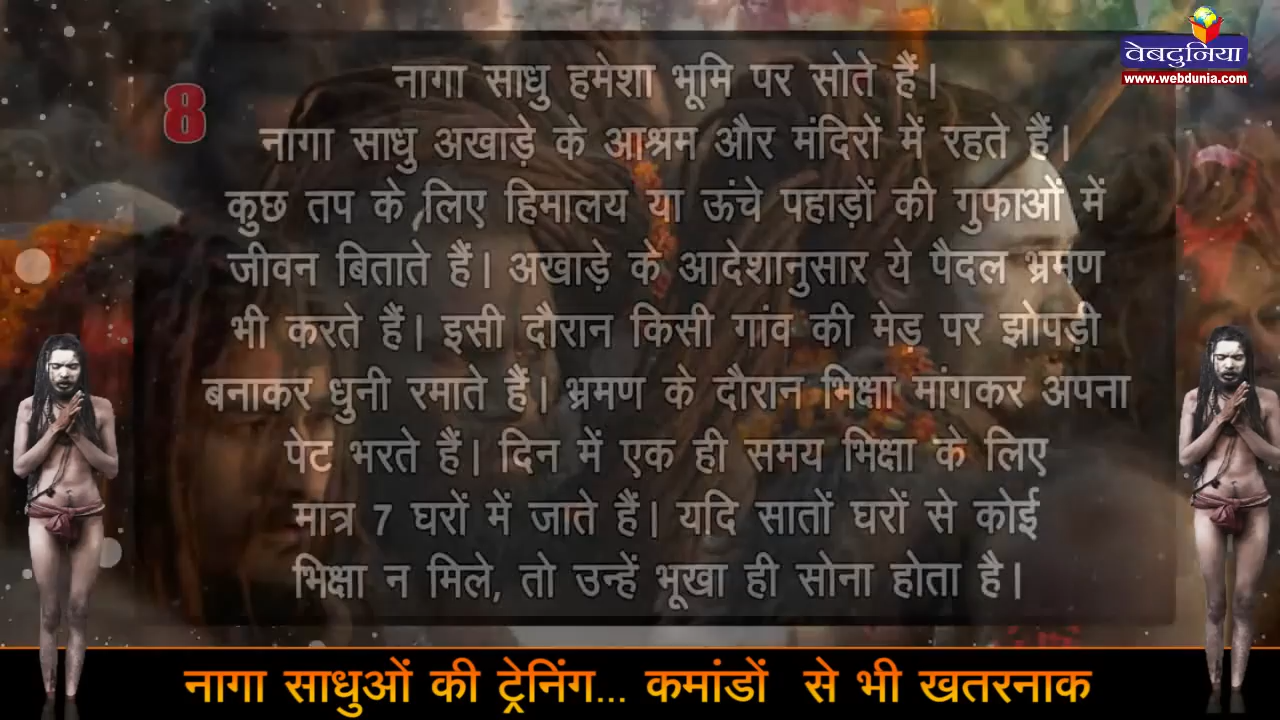 वेबदुनिया
www.webdunia.com
8
नागा साधु हमेशा भूमि पर सोते हैं।
नागा साधु अखाड़े के आश्रम और मंदिरों में रहते हैं।
कुछ तप के लिए हिमालय या ऊंचे पहाड़ों की गुफाओं में
जीवन बिताते हैं। अखाड़े के आदेशानुसार ये पैदल भ्रमण
भी करते हैं। इसी दौरान किसी गांव की मेड पर झोपड़ी
बनाकर धुनी रमाते हैं। भ्रमण के दौरान भिक्षा मांगकर अपना
पेट भरते हैं। दिन में एक ही समय भिक्षा के लिए
मात्र 7 घरों में जाते हैं। यदि सातों घरों से कोई
भिक्षा न मिले, तो उन्हें भूखा ही सोना होता है।
नागा साधुओं की ट्रेनिंग... कमांडों से भी खतरनाक